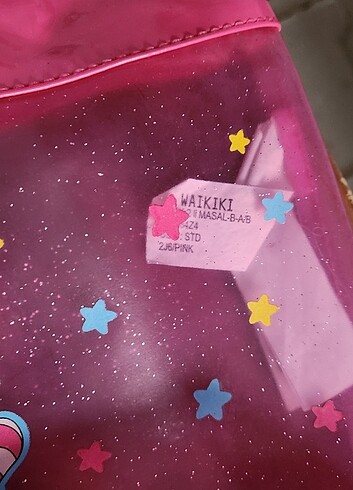 WAIKIKI
MASAL-B-A/B
4Z4
STD
2J6/PINK